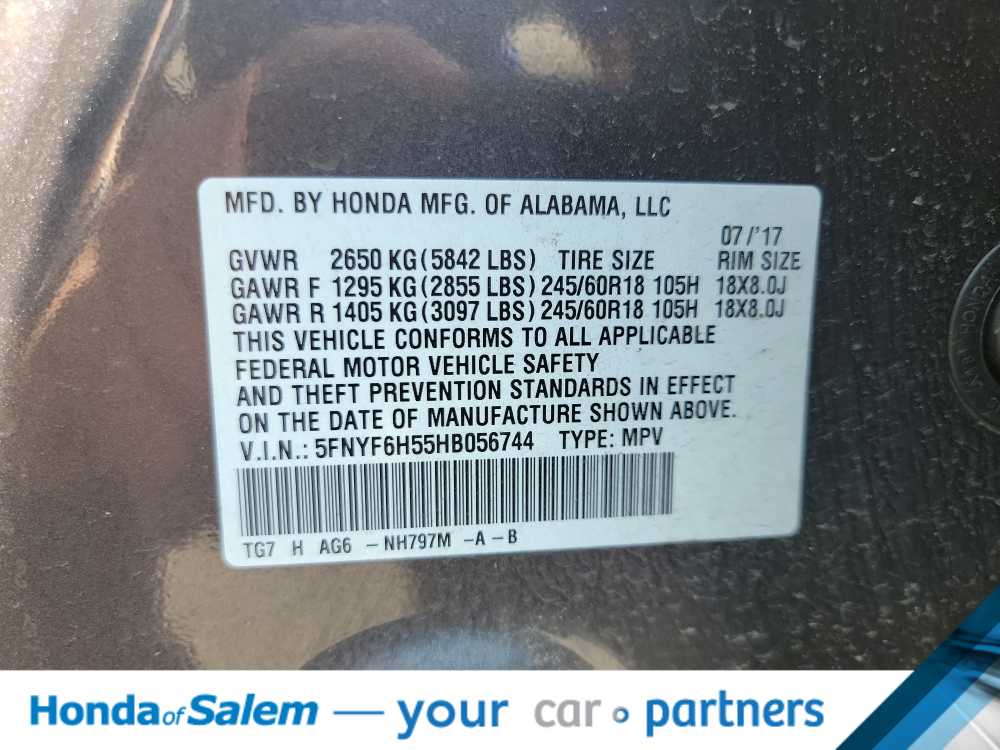 MFD. BY HONDA MFG. OF ALABAMA, LLC
07/'17
GVWR 2650 KG(5842 LBS) TIRE SIZE RIM SIZE
GAWR F 1295 KG(2855 LBS) 245/60R18 105H 18X8.0J
GAWR R 1405 KG(3097 LBS) 245/60R18 105H 18X8.0J
THIS VEHICLE CONFORMS TO ALL APPLICABLE
FEDERAL MOTOR VEHICLE SAFETY
AND THEFT PREVENTION STANDARDS IN EFFECT
ON THE DATE OF MANUFACTURE SHOWN ABOVE.
V.I.N.: 5FNYF6H55HB056744 TYPE: MPV
TG7 H AG6 -NH797M -A-B
Honda of Salem — your car partners